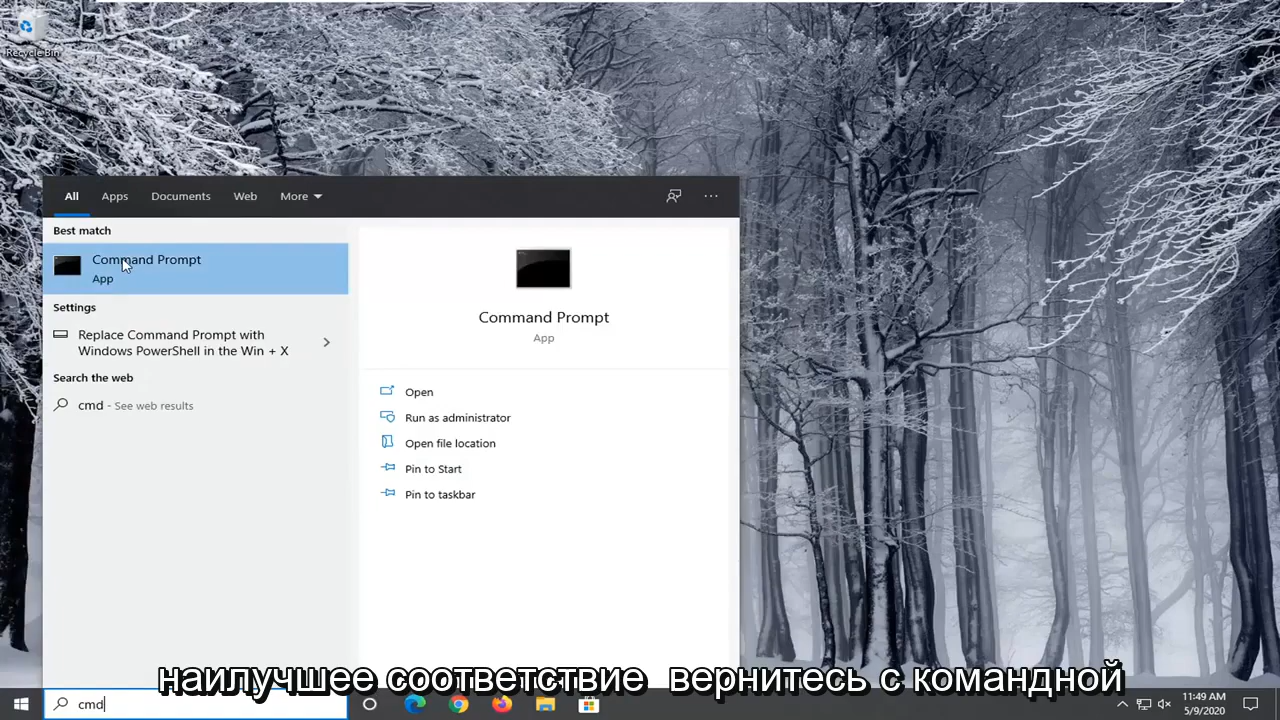 Recycle Bin
All Apps Documents Web More
Best match
Command Prompt
App
Settings
Replace Command Prompt with
Windows PowerShell in the Win + X
Search the web
cmd - See web results
Command Prompt
App
Open
Run as administrator
Open file location
Pin to Start
Pin to taskbar
наилучшее соответствие вернитесь с командной
cmd
11:49 AM
5/9/2020